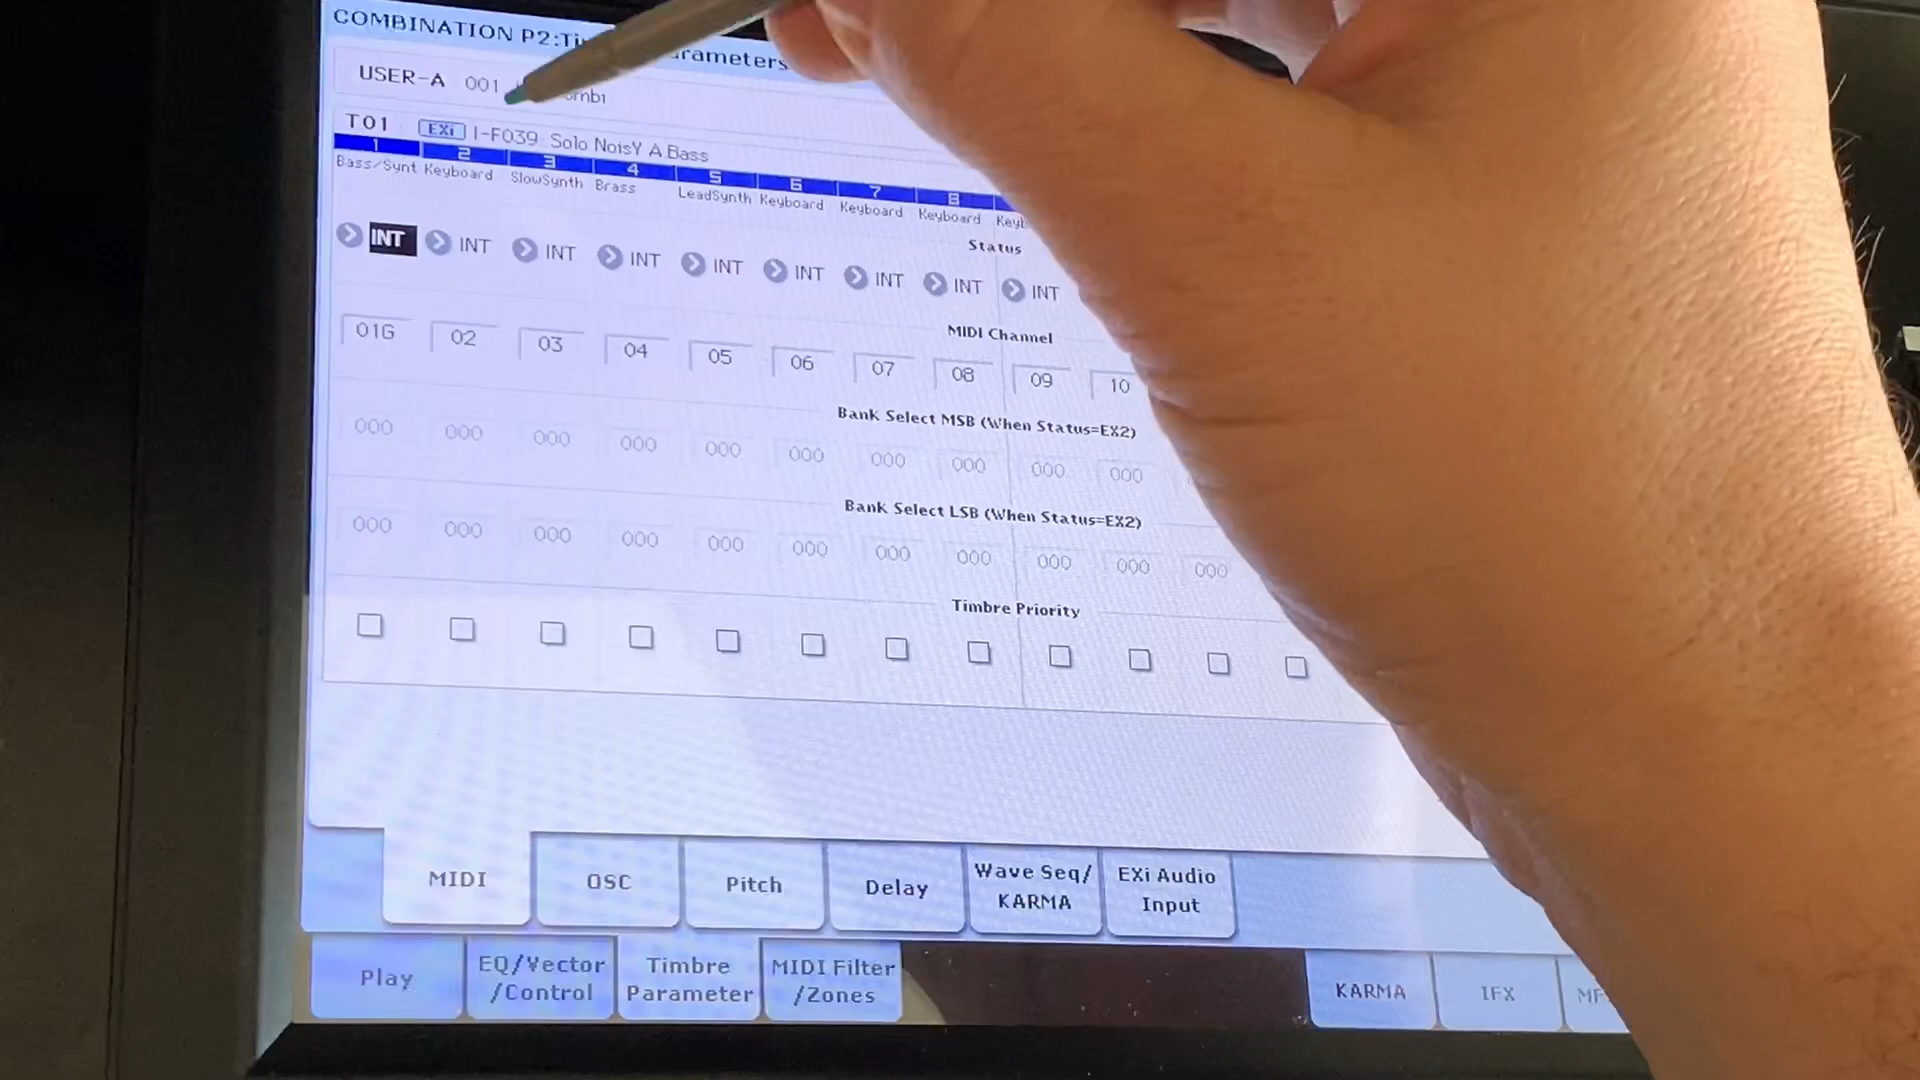 COMBINATION P2:Ti rameters
USER-A 001 omb1
T01 EXi I-F039 Solo NoisY A.Bass
1 2 3 4 5 6 7 8
Bass/Synt Keyboard SlowSynth Brass LeadSynth Keyboard Keyboard Keyboard Keyb
Status
INT INT INT INT INT INT INT INT INT
MIDI Channel
01G 02 03 04 05 06 07 08 09 10
Bank Select MSB (When Status=EX2)
000 000 000 000 000 000 000 000 000 000
Bank Select LSB (When Status=EX2)
000 000 000 000 000 000 000 000 000 000 000
Timbre Priority
MIDI OSC Pitch Delay Wave Seq/ KARMA EXi Audio Input
Play EQ/Vector /Control Timbre Parameter MIDI Filter /Zones KARMA IFX MF